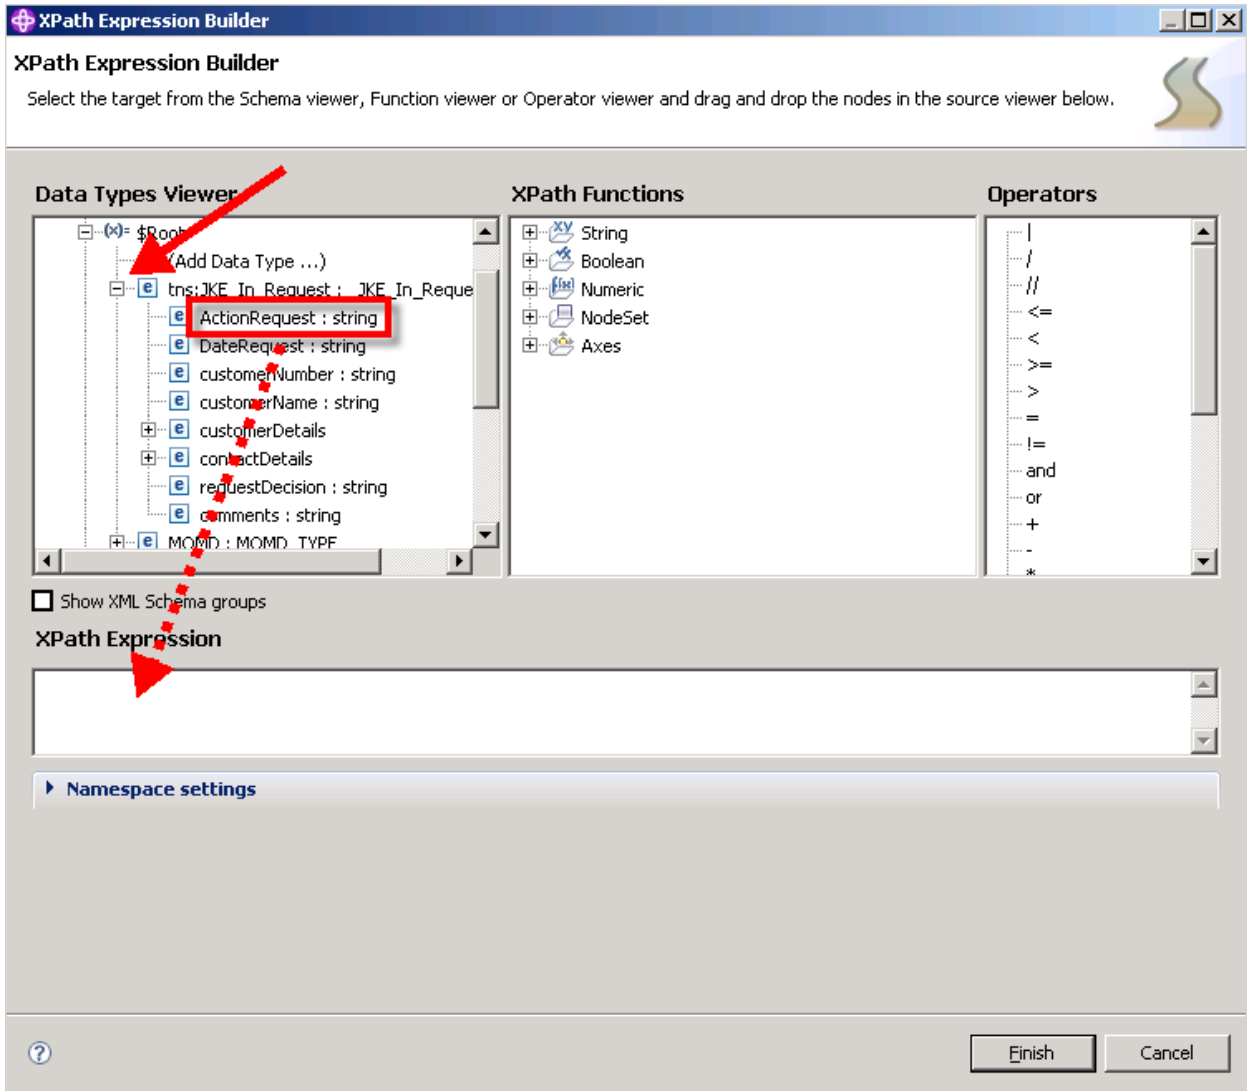 XPath Expression Builder
XPath Expression Builder
Select the target from the Schema viewer, Function viewer or Operator viewer and drag and drop the nodes in the source viewer below.
Data Types Viewer
(x)= $Root
(Add Data Type ...)
e tns:JKE_In_Request : _JKE_In_Reque
e ActionRequest : string
e DateRequest : string
e customerNumber : string
e customerName : string
e customerDetails
e contactDetails
e requestDecision : string
e comments : string
e MQMD : MQMD_TYPE
XPath Functions
String
Boolean
Numeric
NodeSet
Axes
Operators
|
/
//
<=
<
>=
>
=
!=
and
or
+
-
*
Show XML Schema groups
XPath Expression
Namespace settings
?
Finish
Cancel